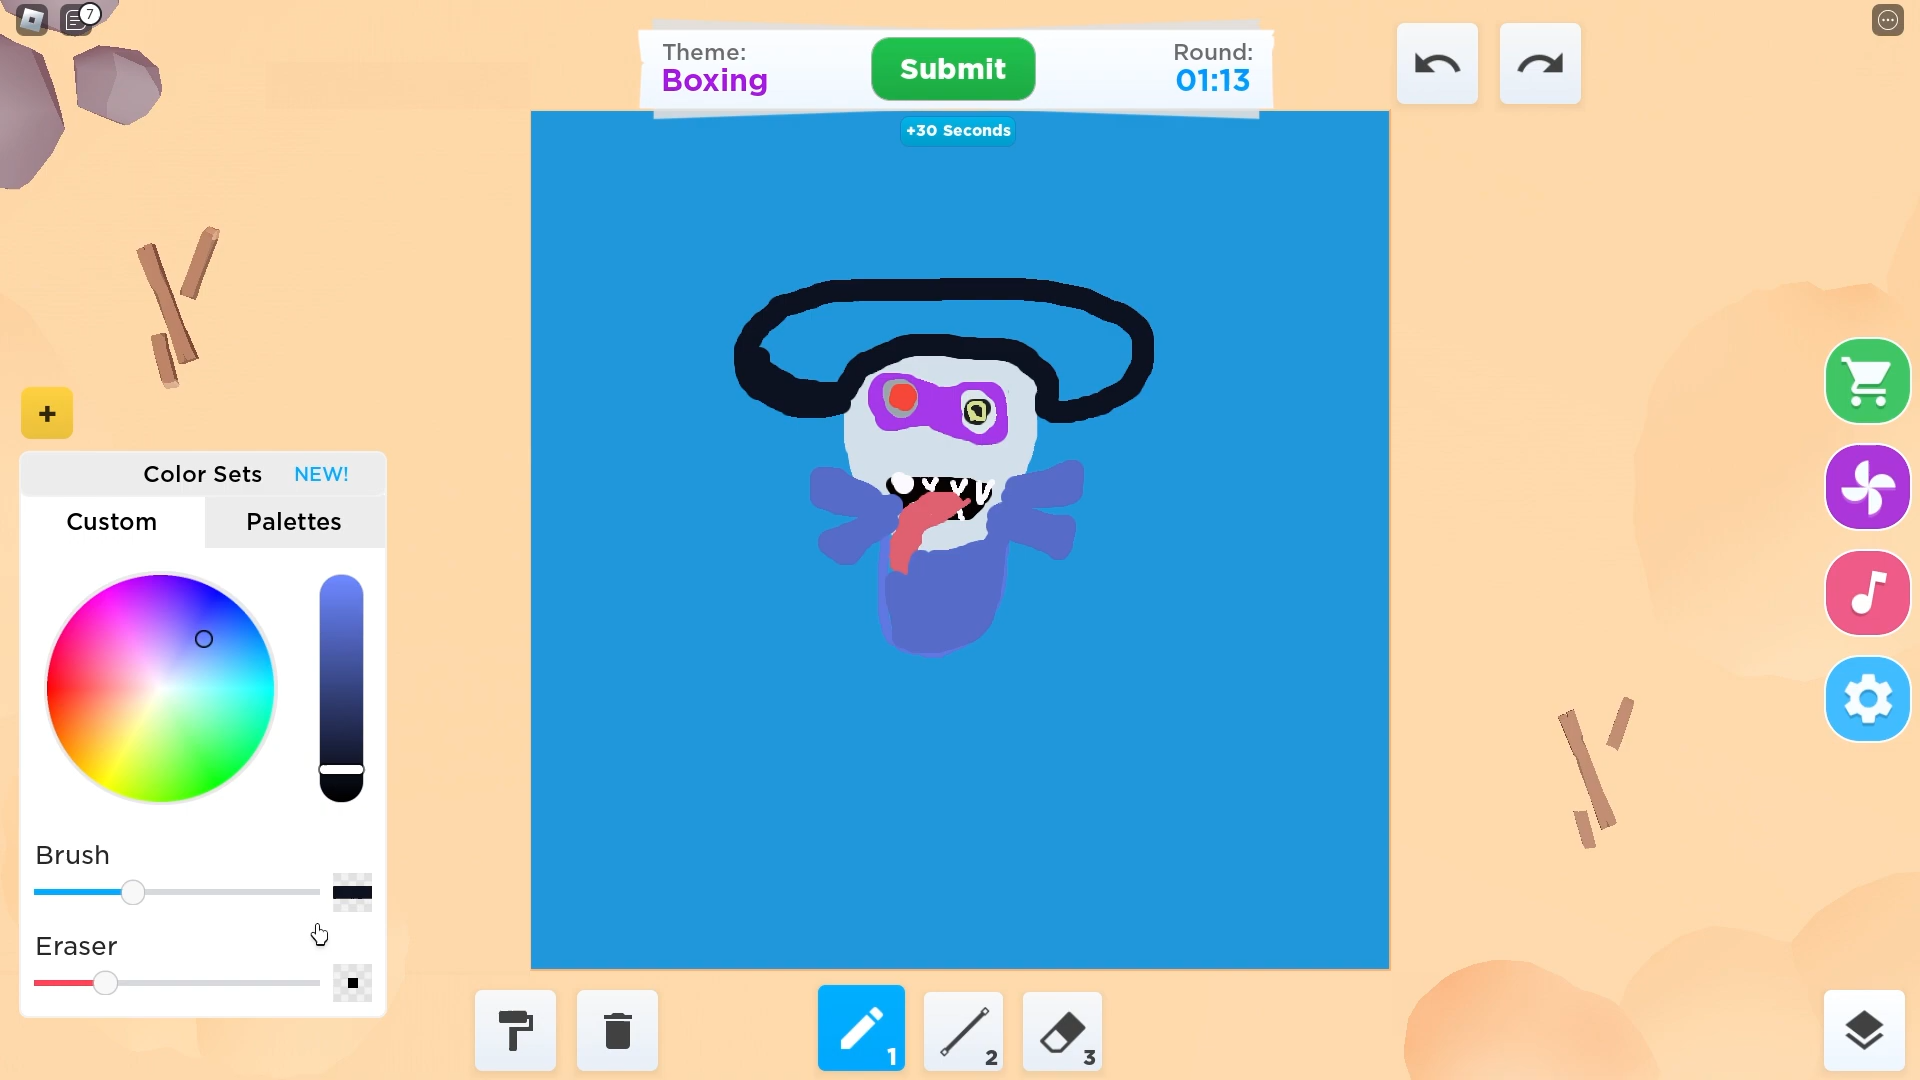 7
Theme:
Boxing
Submit
Round:
01:13
+30 Seconds
+
Color Sets NEW!
Custom
Palettes
Brush
Eraser
1
2
3